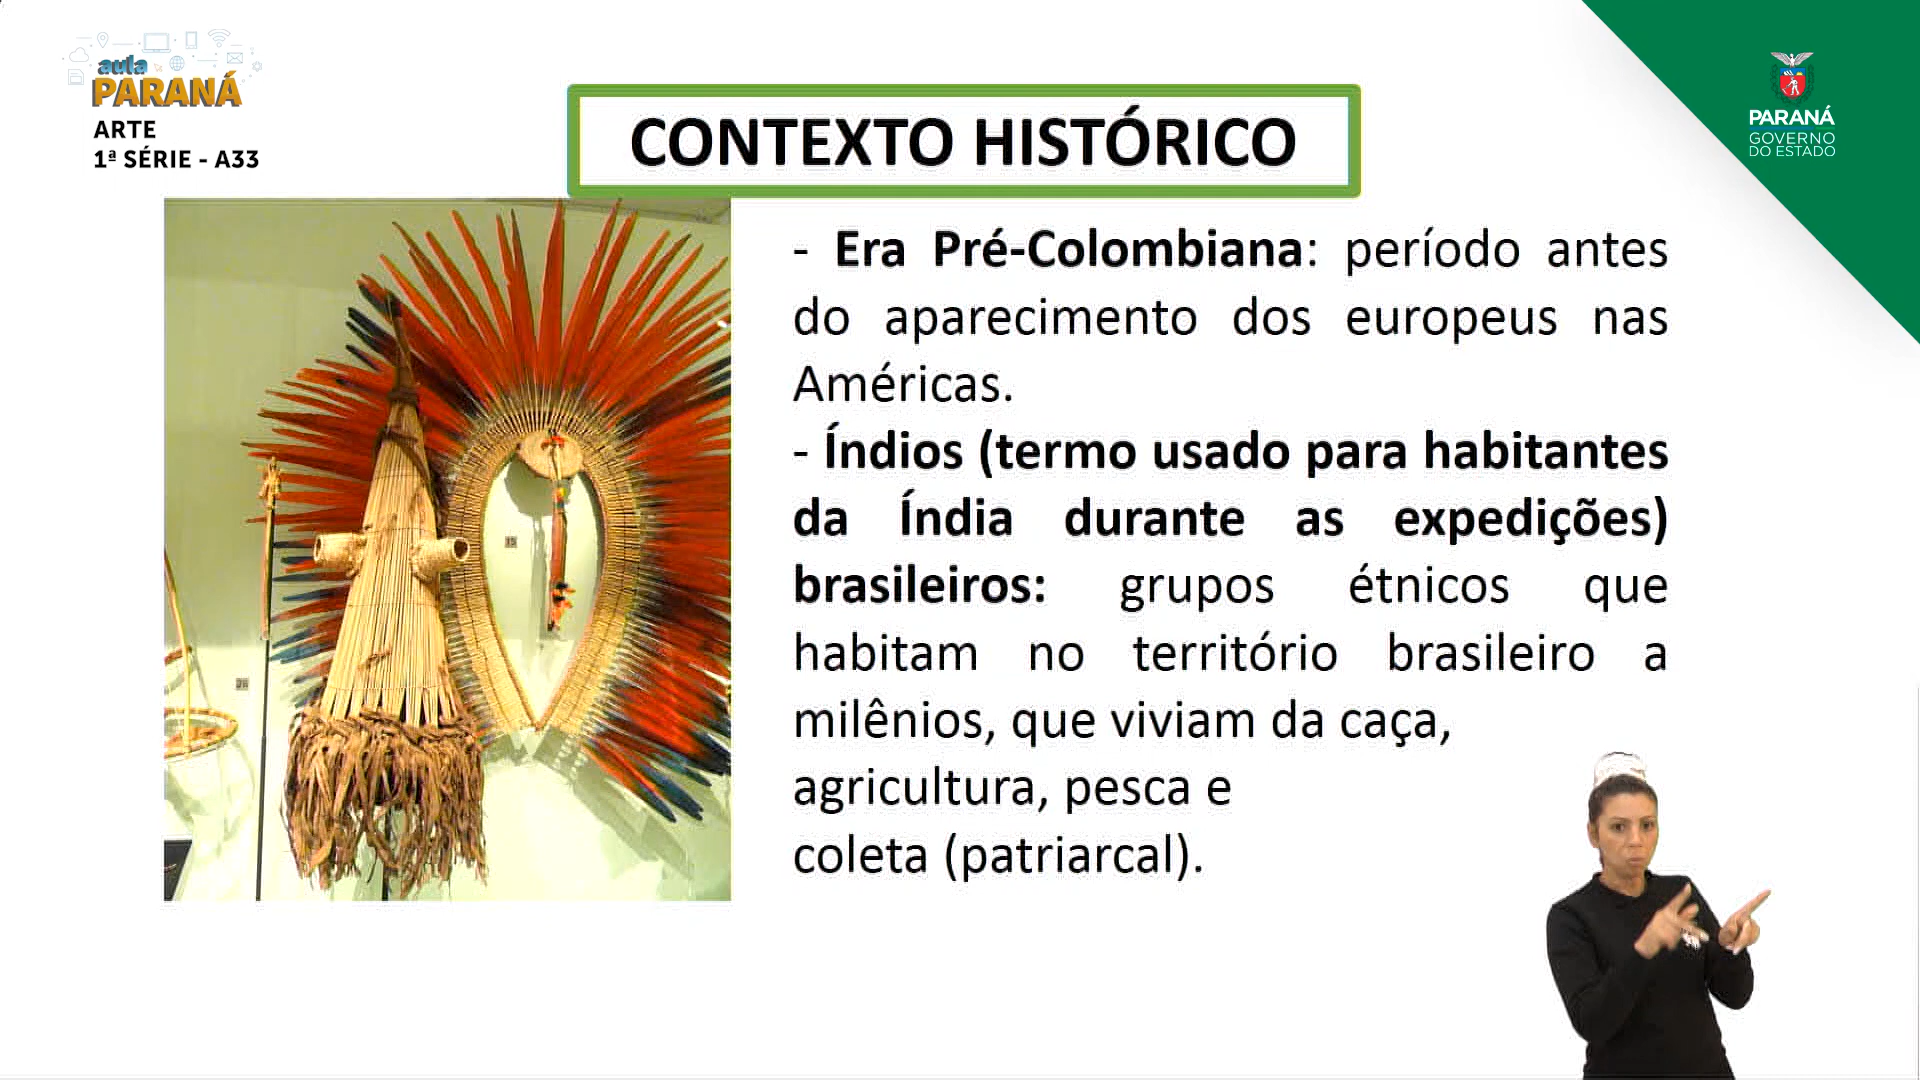 aula
PARANÁ
ARTE
1ª SÉRIE - A33
CONTEXTO HISTÓRICO
PARANÁ
GOVERNO
DO ESTADO
- Era Pré-Colombiana: período antes
do aparecimento dos europeus nas
Américas.
- Índios (termo usado para habitantes
da Índia durante as expedições)
brasileiros: grupos étnicos que
habitam no território brasileiro a
milênios, que viviam da caça,
agricultura, pesca e
coleta (patriarcal).
15